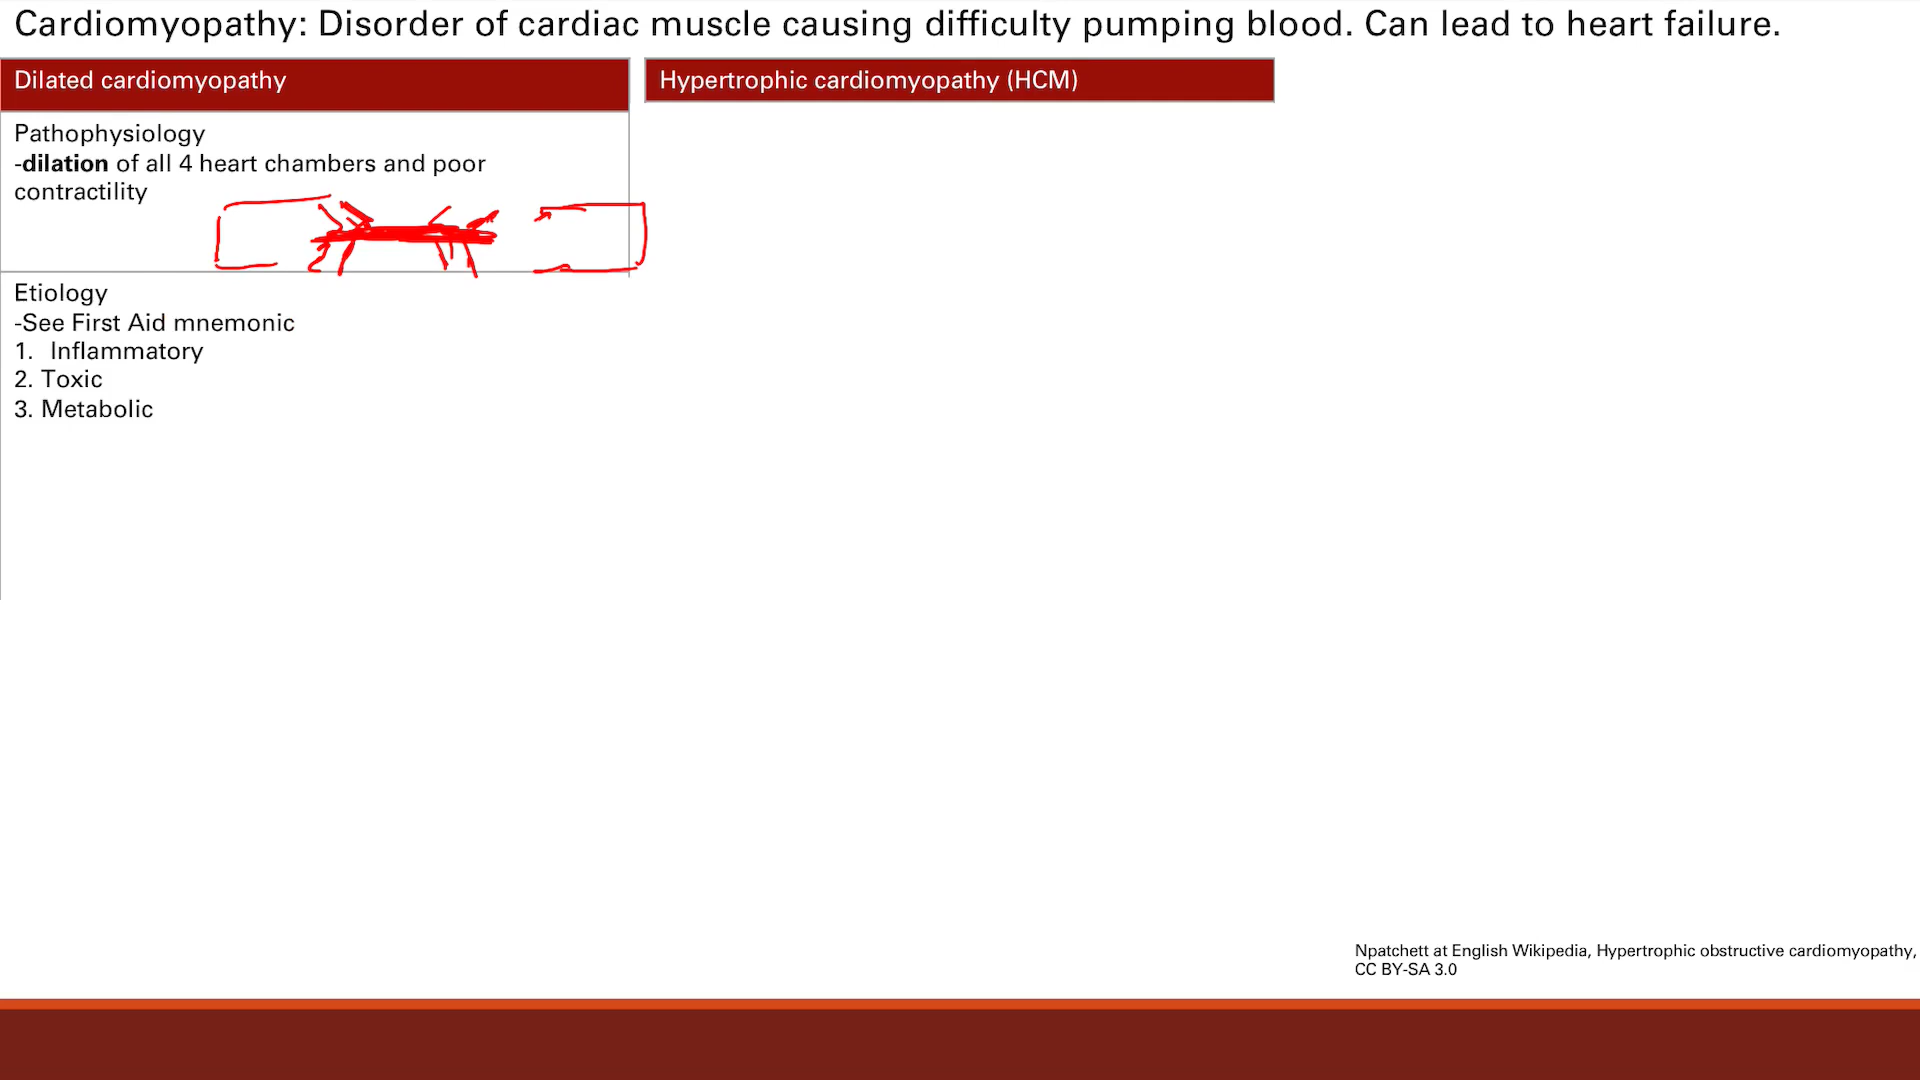 Cardiomyopathy: Disorder of cardiac muscle causing difficulty pumping blood. Can lead to heart failure.
Dilated cardiomyopathy
Hypertrophic cardiomyopathy (HCM)
Pathophysiology
-dilation of all 4 heart chambers and poor
contractility
Etiology
-See First Aid mnemonic
1. Inflammatory
2. Toxic
3. Metabolic
Npatchett at English Wikipedia, Hypertrophic obstructive cardiomyopathy,
CC BY-SA 3.0